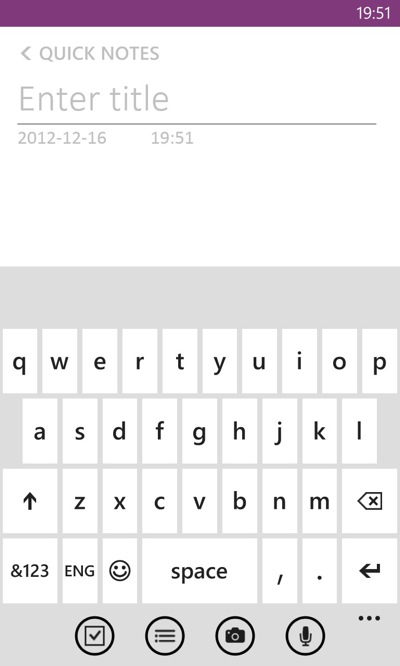 19:51
QUICK NOTES
Enter title
2012-12-16 19:51
q w e r t y u i o p
a s d f g h j k l
z x c v b n m
&123 ENG space , .